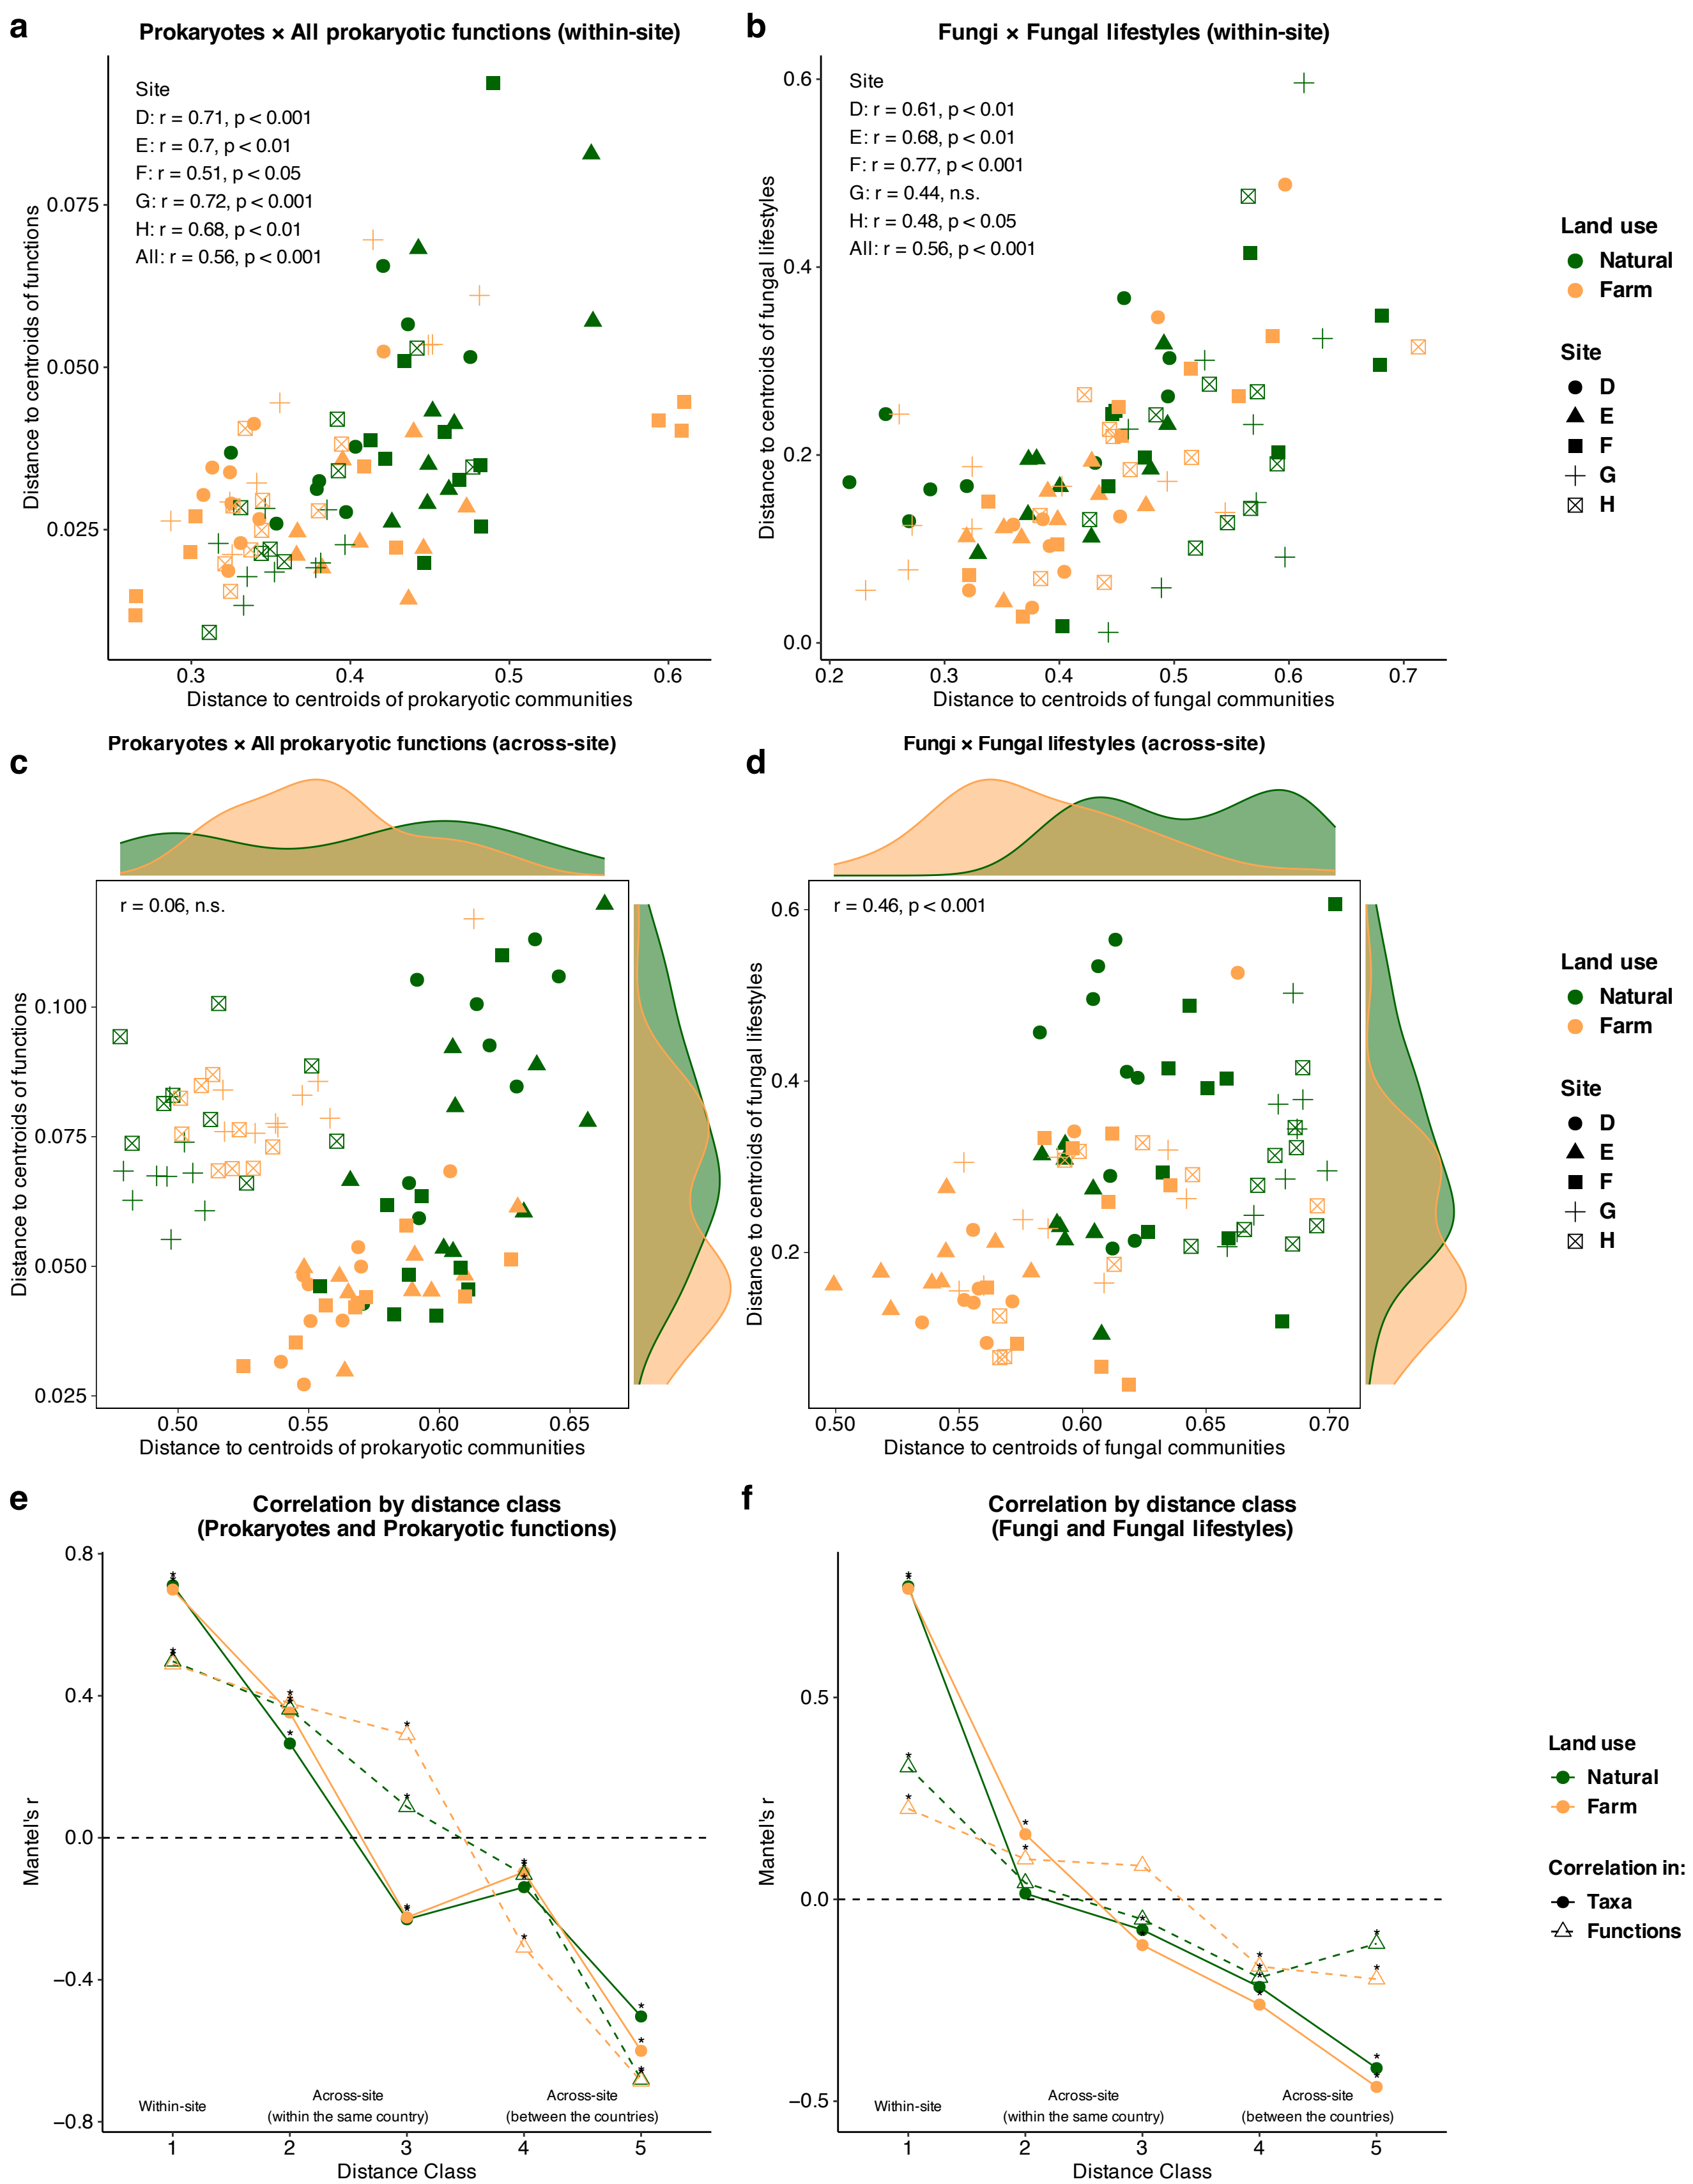 a
Prokaryotes × All prokaryotic functions (within-site)
Site
D: r = 0.71, p < 0.001
E: r = 0.7, p < 0.01
F: r = 0.51, p < 0.05
G: r = 0.72, p < 0.001
H: r = 0.68, p < 0.01
All: r = 0.56, p < 0.001
Distance to centroids of functions
0.075
0.050
0.025
0.3 0.4 0.5 0.6
Distance to centroids of prokaryotic communities
b
Fungi × Fungal lifestyles (within-site)
Site
D: r = 0.61, p < 0.01
E: r = 0.68, p < 0.01
F: r = 0.77, p < 0.001
G: r = 0.44, n.s.
H: r = 0.48, p < 0.05
All: r = 0.56, p < 0.001
Distance to centroids of fungal lifestyles
0.6
0.4
0.2
0.0
0.2 0.3 0.4 0.5 0.6 0.7
Distance to centroids of fungal communities
Land use
Natural
Farm
Site
D
E
F
G
H
c
Prokaryotes × All prokaryotic functions (across-site)
r = 0.06, n.s.
Distance to centroids of functions
0.100
0.075
0.050
0.025
0.50 0.55 0.60 0.65
Distance to centroids of prokaryotic communities
d
Fungi × Fungal lifestyles (across-site)
r = 0.46, p < 0.001
Distance to centroids of fungal lifestyles
0.6
0.4
0.2
0.50 0.55 0.60 0.65 0.70
Distance to centroids of fungal communities
Land use
Natural
Farm
Site
D
E
F
G
H
e
Correlation by distance class
(Prokaryotes and Prokaryotic functions)
Mantel's r
0.8
0.4
0.0
−0.4
−0.8
Within-site
Across-site
(within the same country)
Across-site
(between the countries)
1 2 3 4 5
Distance Class
f
Correlation by distance class
(Fungi and Fungal lifestyles)
Mantel's r
0.5
0.0
−0.5
Within-site
Across-site
(within the same country)
Across-site
(between the countries)
1 2 3 4 5
Distance Class
Land use
Natural
Farm
Correlation in:
Taxa
Functions